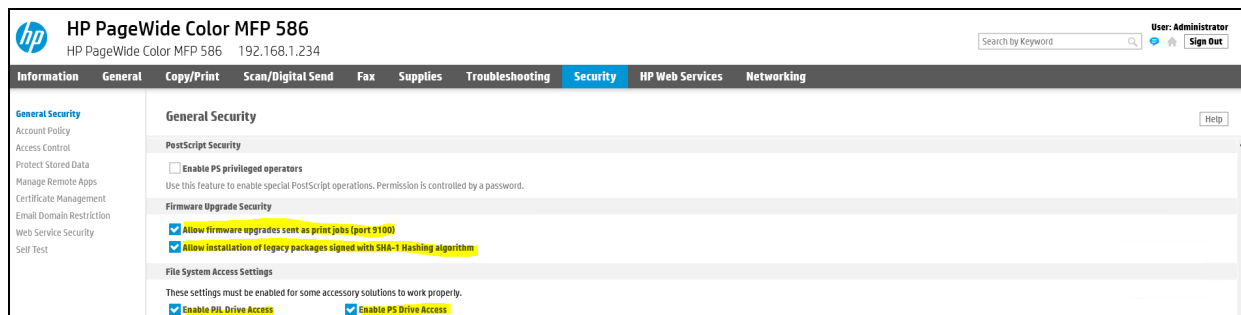 hp
HP PageWide Color MFP 586
HP PageWide Color MFP 586 192.168.1.234
User: Administrator
Search by Keyword
Sign Out
Information General Copy/Print Scan/Digital Send Fax Supplies Troubleshooting Security HP Web Services Networking
General Security
Account Policy
Access Control
Protect Stored Data
Manage Remote Apps
Certificate Management
Email Domain Restriction
Web Service Security
Self Test
General Security
Help
PostScript Security
Enable PS privileged operators
Use this feature to enable special PostScript operations. Permission is controlled by a password.
Firmware Upgrade Security
Allow firmware upgrades sent as print jobs (port 9100)
Allow installation of legacy packages signed with SHA-1 Hashing algorithm
File System Access Settings
These settings must be enabled for some accessory solutions to work properly.
Enable PJL Drive Access Enable PS Drive Access